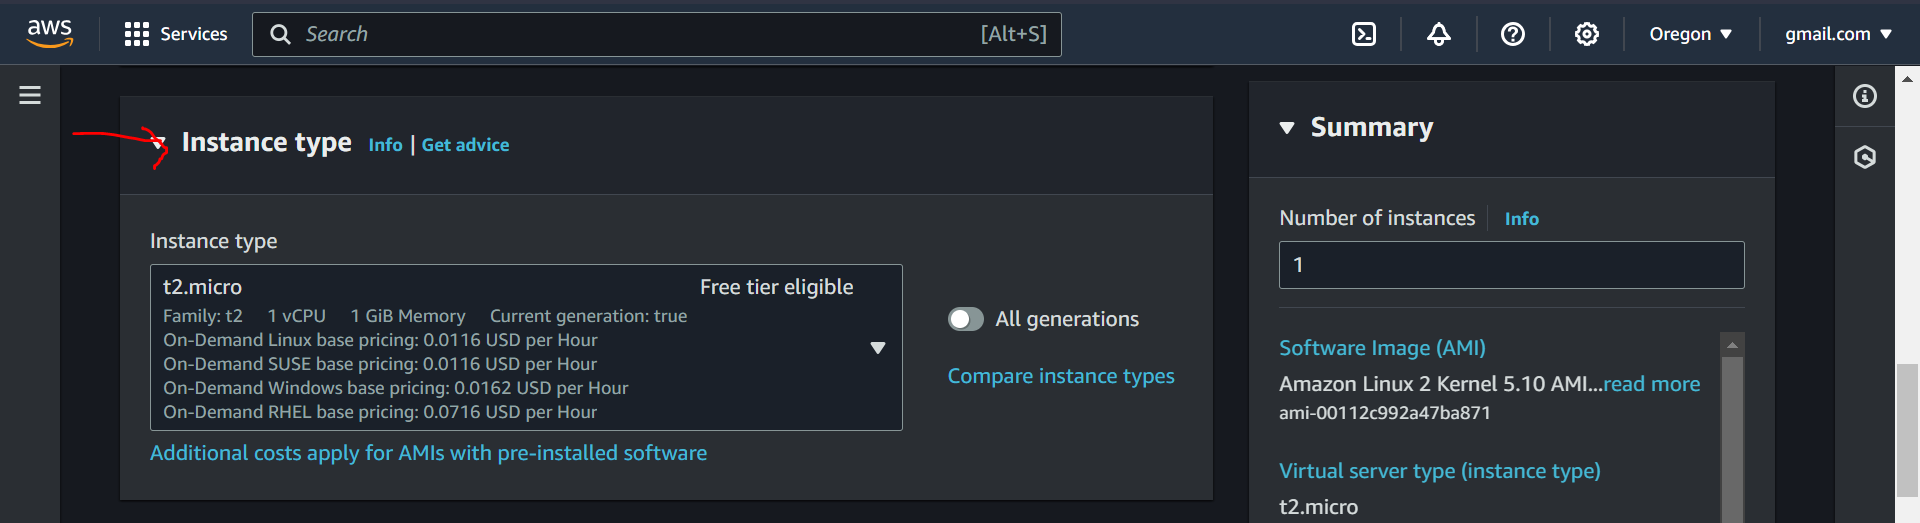 aws Services Search [Alt+S] Oregon gmail.com
Instance type Info | Get advice
Instance type
t2.micro Free tier eligible
Family: t2 1 vCPU 1 GiB Memory Current generation: true
On-Demand Linux base pricing: 0.0116 USD per Hour
On-Demand SUSE base pricing: 0.0116 USD per Hour
On-Demand Windows base pricing: 0.0162 USD per Hour
On-Demand RHEL base pricing: 0.0716 USD per Hour
All generations
Compare instance types
Additional costs apply for AMIs with pre-installed software
Summary
Number of instances Info
1
Software Image (AMI)
Amazon Linux 2 Kernel 5.10 AMI...read more
ami-00112c992a47ba871
Virtual server type (instance type)
t2.micro